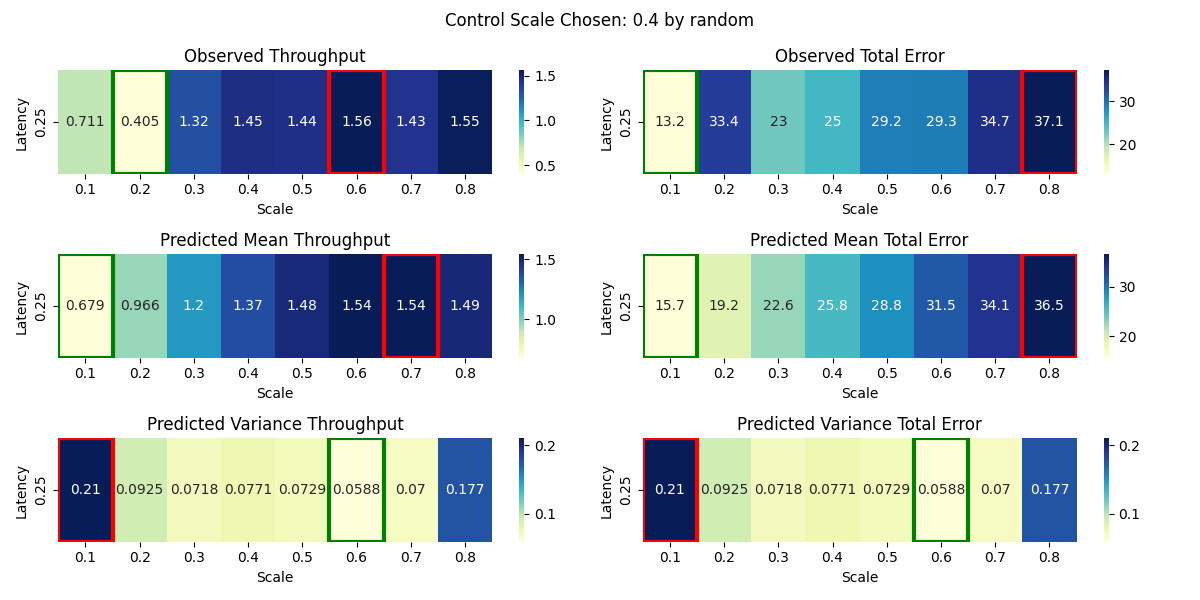 Control Scale Chosen: 0.4 by random
Observed Throughput
Latency
0.25
0.711 0.405 1.32 1.45 1.44 1.56 1.43 1.55
0.1 0.2 0.3 0.4 0.5 0.6 0.7 0.8
Scale
1.5
1.0
0.5
Observed Total Error
Latency
0.25
13.2 33.4 23 25 29.2 29.3 34.7 37.1
0.1 0.2 0.3 0.4 0.5 0.6 0.7 0.8
Scale
30
20
Predicted Mean Throughput
Latency
0.25
0.679 0.966 1.2 1.37 1.48 1.54 1.54 1.49
0.1 0.2 0.3 0.4 0.5 0.6 0.7 0.8
Scale
1.5
1.0
Predicted Mean Total Error
Latency
0.25
15.7 19.2 22.6 25.8 28.8 31.5 34.1 36.5
0.1 0.2 0.3 0.4 0.5 0.6 0.7 0.8
Scale
30
20
Predicted Variance Throughput
Latency
0.25
0.21 0.0925 0.0718 0.0771 0.0729 0.0588 0.07 0.177
0.1 0.2 0.3 0.4 0.5 0.6 0.7 0.8
Scale
0.2
0.1
Predicted Variance Total Error
Latency
0.25
0.21 0.0925 0.0718 0.0771 0.0729 0.0588 0.07 0.177
0.1 0.2 0.3 0.4 0.5 0.6 0.7 0.8
Scale
0.2
0.1